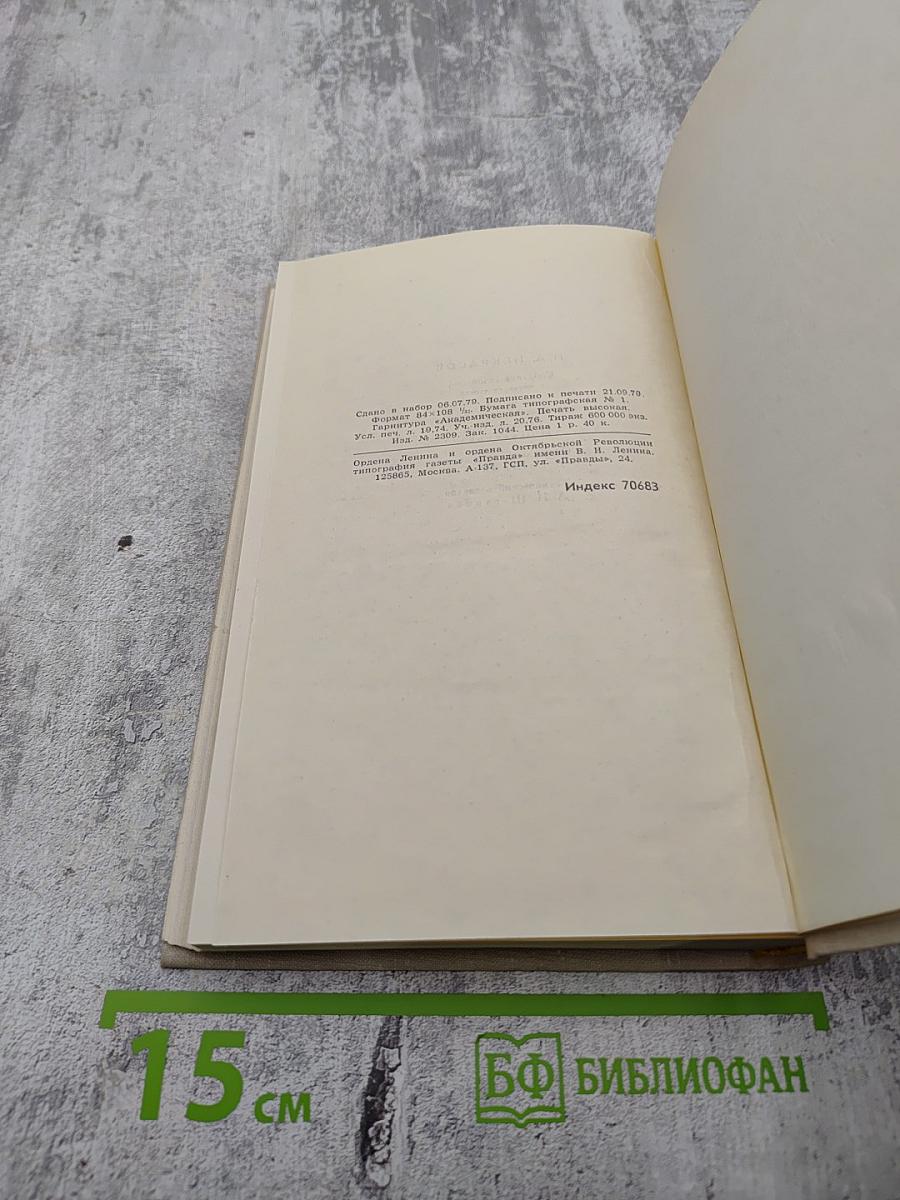 Сдано в набор 06.07.79. Подписано к печати 21.09.79.
Формат 84×108 1/32. Бумага типографская № 1.
Гарнитура «Академическая». Печать высокая.
Усл. печ. л. 19,74. Уч.-изд. л. 20,76. Тираж 600 000 экз.
Изд. № 2309. Зак. 1044. Цена 1 р. 40 к.
Ордена Ленина и ордена Октябрьской Революции
типография газеты «Правда» имени В. И. Ленина.
125865, Москва, А-137, ГСП, ул. «Правды», 24.
Индекс 70683
15 см
БФ БИБЛИОФАН